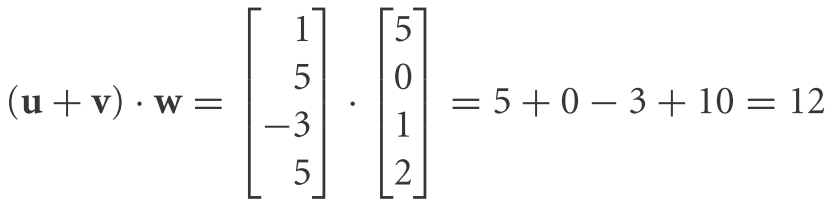 (u + v) · w = [1 5 −3 5] · [5 0 1 2] = 5 + 0 − 3 + 10 = 12